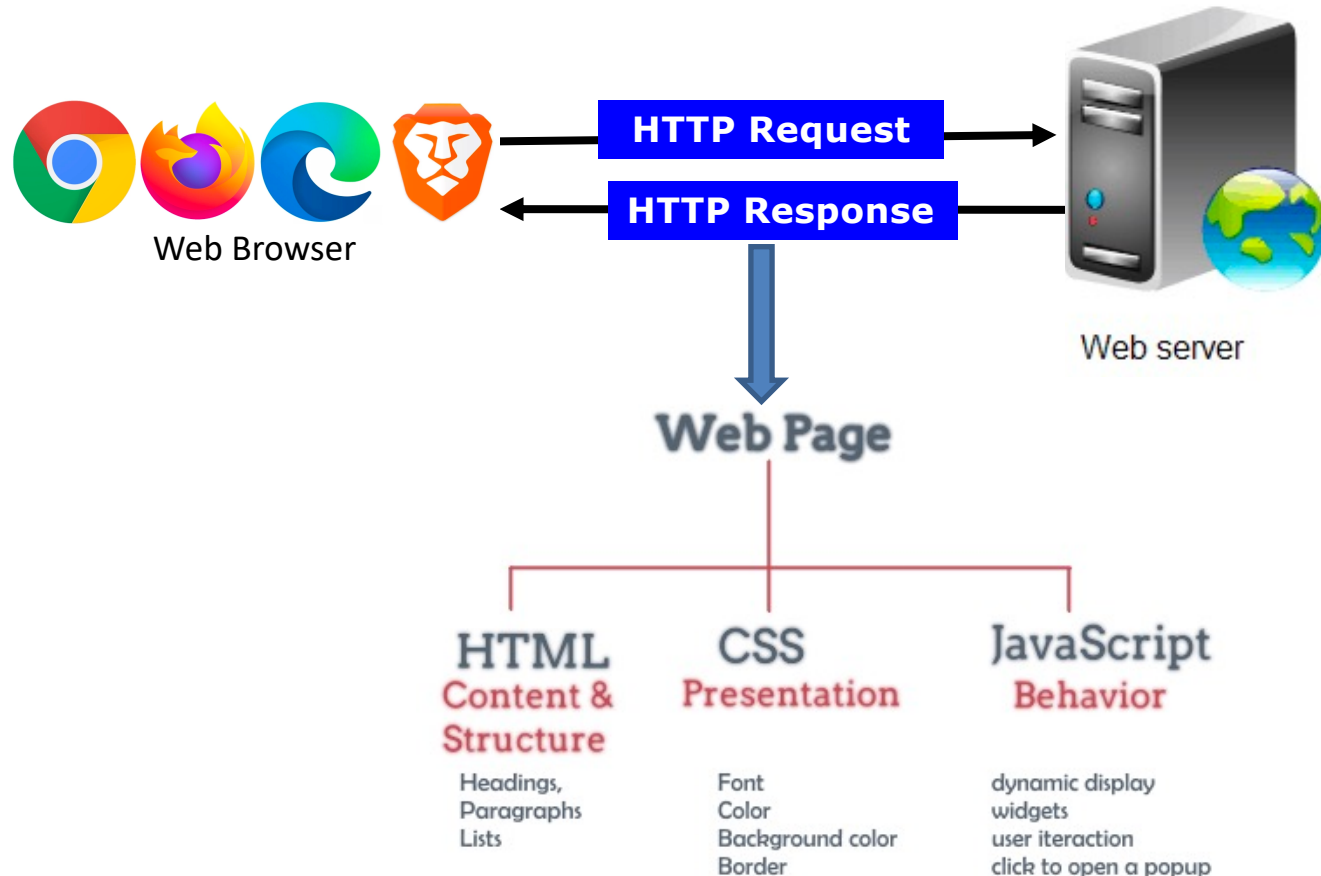 HTTP Request
HTTP Response
Web Browser
Web server
Web Page
HTML
Content &
Structure
Headings,
Paragraphs
Lists
CSS
Presentation
Font
Color
Background color
Border
JavaScript
Behavior
dynamic display
widgets
user iteraction
click to open a popup